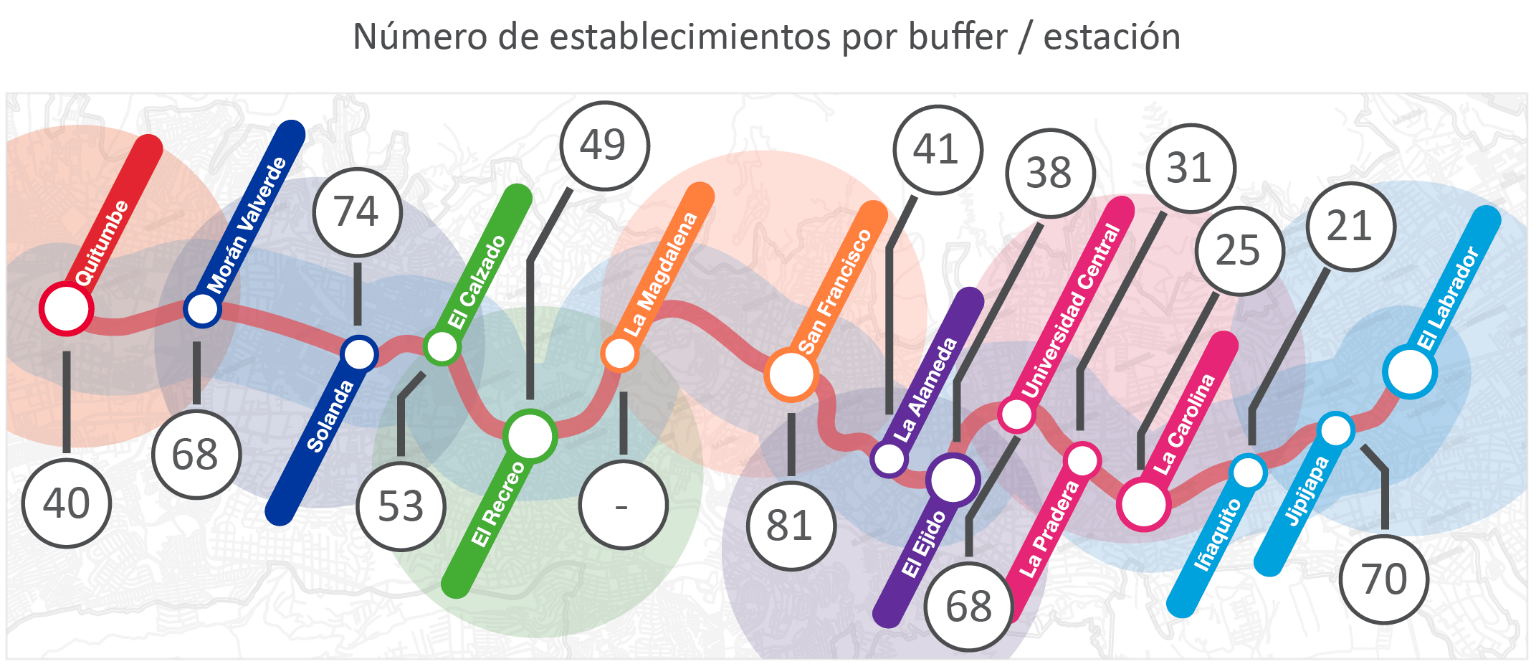 Número de establecimientos por buffer / estación
Quitumbe
40
Morán Valverde
68
Solanda
74
El Calzado
53
El Recreo
49
La Magdalena
-
San Francisco
81
La Alameda
41
El Ejido
38
Universidad Central
68
La Pradera
31
La Carolina
25
Iñaquito
21
Jipijapa
70
El Labrador